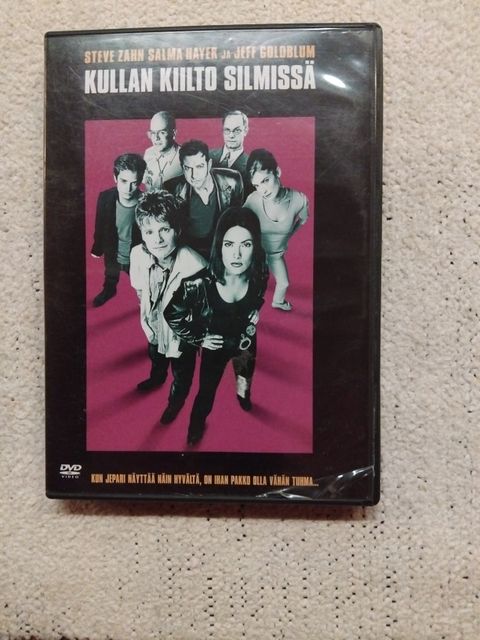 STEVE ZAHN SALMA HAYEK JA JEFF GOLDBLUM
KULLAN KIILTO SILMISSÄ
DVD
VIDEO
KUN JEPARI NÄYTTÄÄ NÄIN HYVÄLTÄ, ON IHAN PAKKO OLLA VÄHÄN TUHMA...